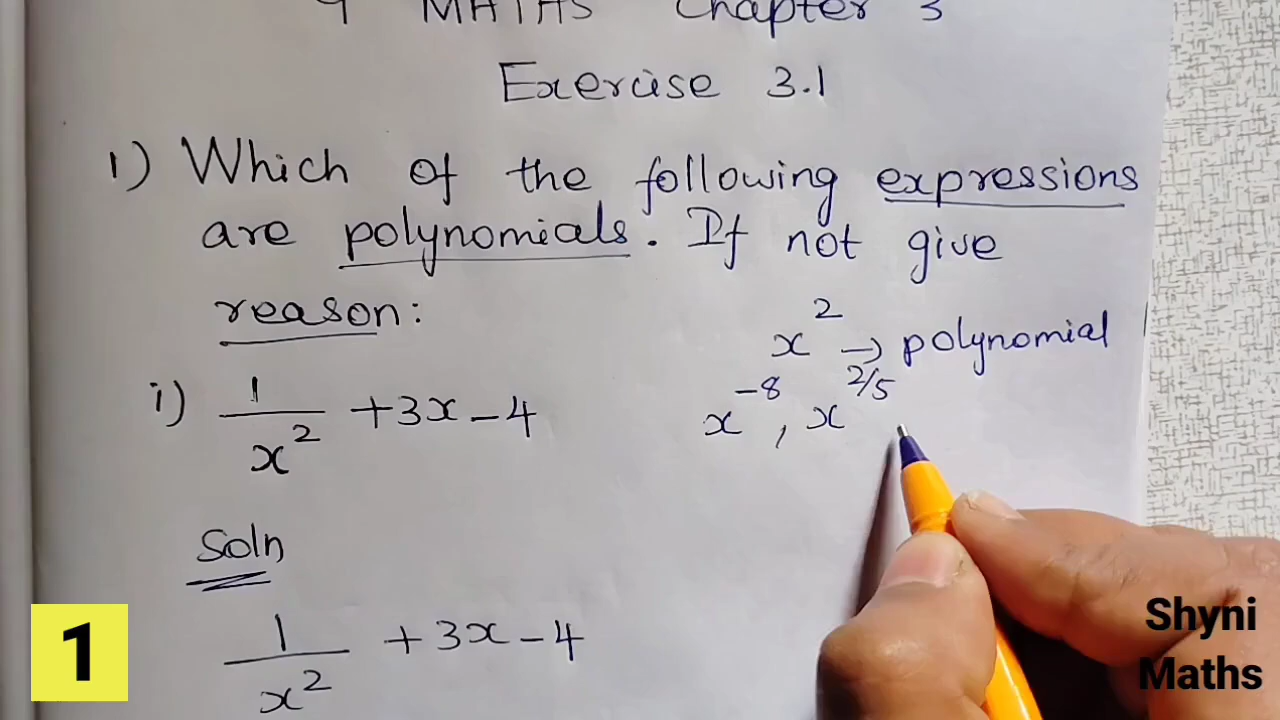 9 MATHS Chapter 3
Exercise 3.1
1) Which of the following expressions
are polynomials. If not give
reason:
x² → polynomial
i) 1/x² + 3x - 4
x⁻⁸, x^2/5
Soln
1/x² + 3x - 4
1
Shyni
Maths